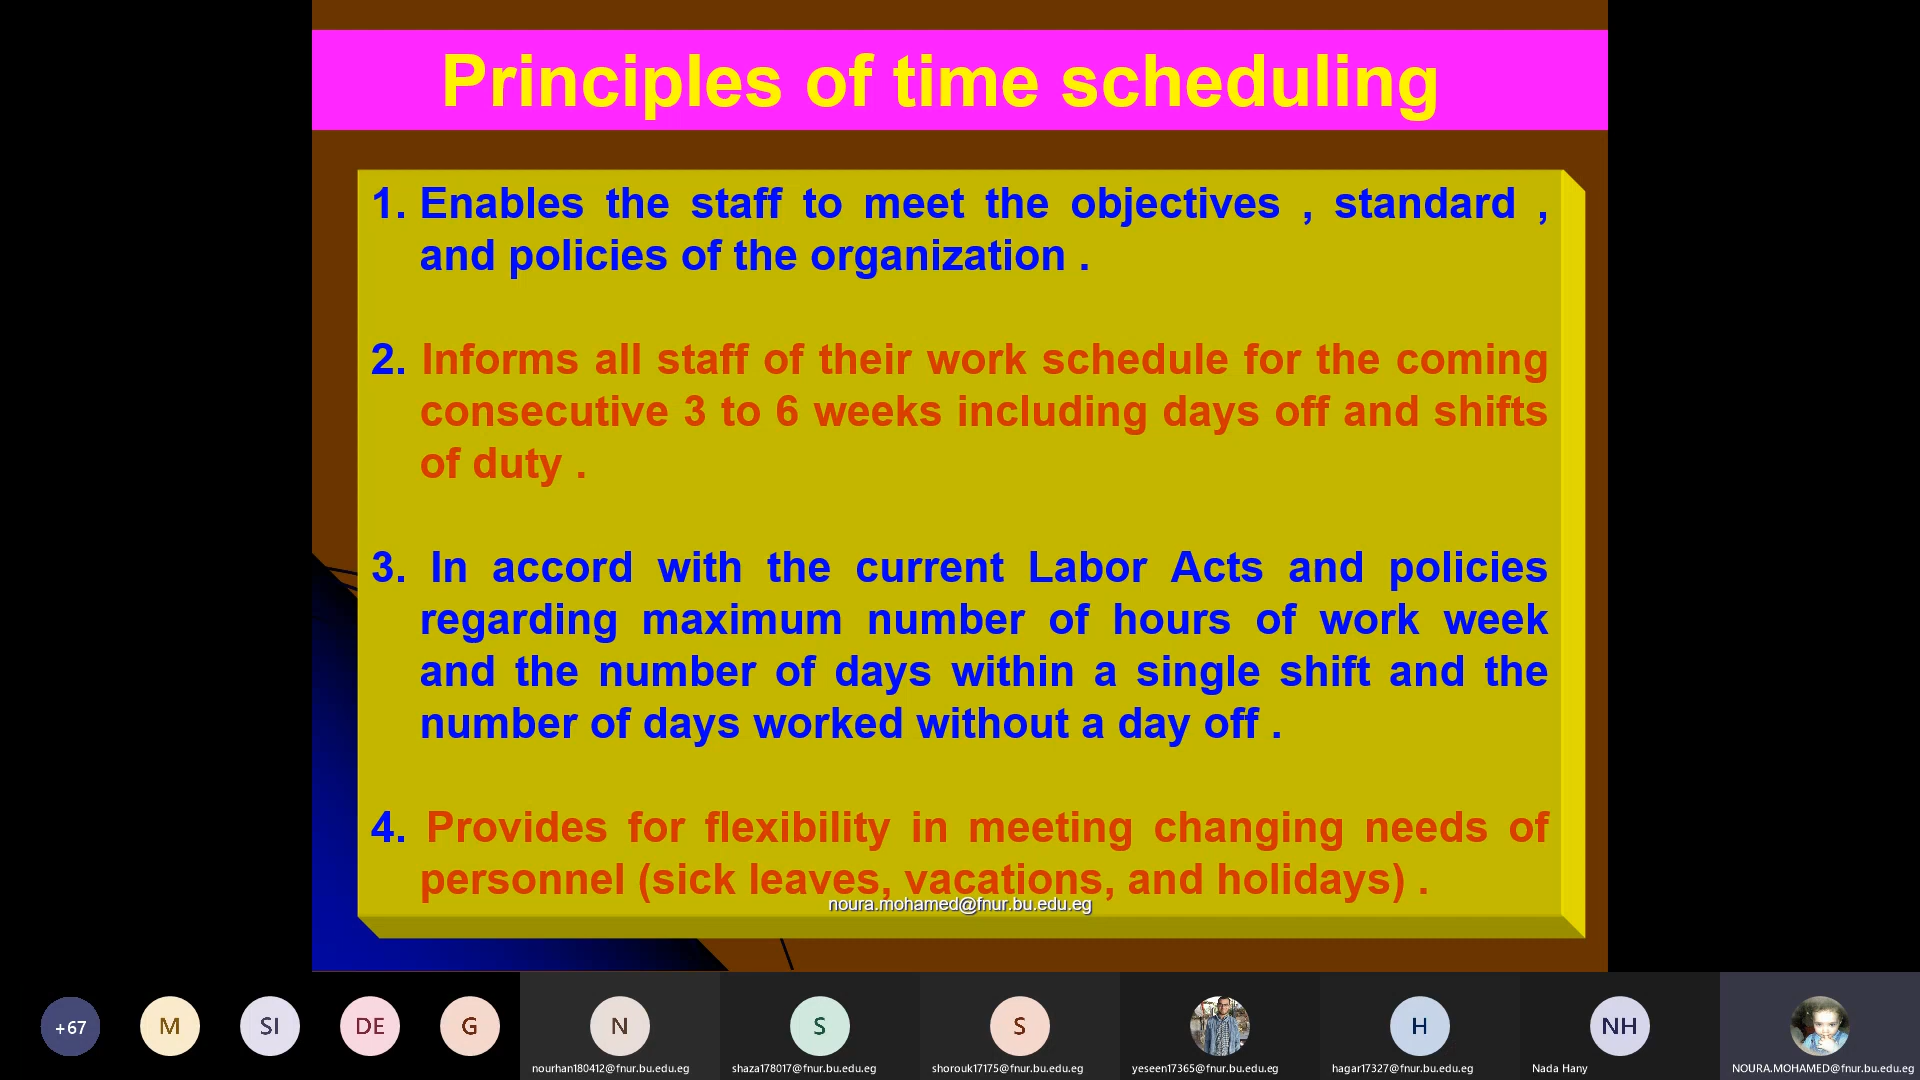 Principles of time scheduling
1. Enables the staff to meet the objectives , standard ,
and policies of the organization .
2. Informs all staff of their work schedule for the coming
consecutive 3 to 6 weeks including days off and shifts
of duty .
3. In accord with the current Labor Acts and policies
regarding maximum number of hours of work week
and the number of days within a single shift and the
number of days worked without a day off .
4. Provides for flexibility in meeting changing needs of
personnel (sick leaves, vacations, and holidays) .
noura.mohamed@fnur.bu.edu.eg
+67 M SI DE G N S S H NH
nourhan180412@fnur.bu.edu.eg shaza178017@fnur.bu.edu.eg shorouk17175@fnur.bu.edu.eg yeseen17365@fnur.bu.edu.eg hagar17327@fnur.bu.edu.eg Nada Hany NOURA.MOHAMED@fnur.bu.edu.eg